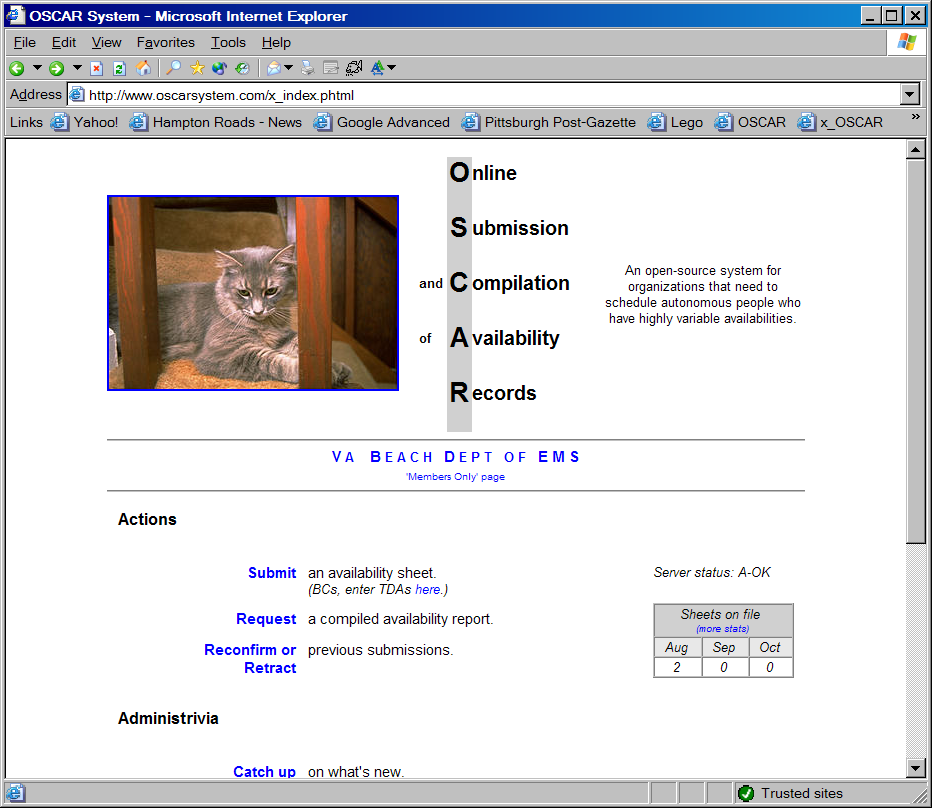 OSCAR System - Microsoft Internet Explorer
File Edit View Favorites Tools Help
Address http://www.oscarsystem.com/x_index.phtml
Links Yahoo! Hampton Roads - News Google Advanced Pittsburgh Post-Gazette Lego OSCAR x_OSCAR »
Online
Submission
and Compilation
of Availability
Records
An open-source system for
organizations that need to
schedule autonomous people who
have highly variable availabilities.
VA BEACH DEPT OF EMS
'Members Only' page
Actions
Submit an availability sheet.
(BCs, enter TDAs here.)
Request a compiled availability report.
Reconfirm or previous submissions.
Retract
Server status: A-OK
Sheets on file
(more stats)
Aug Sep Oct
2 0 0
Administrivia
Catch up on what's new.
Trusted sites